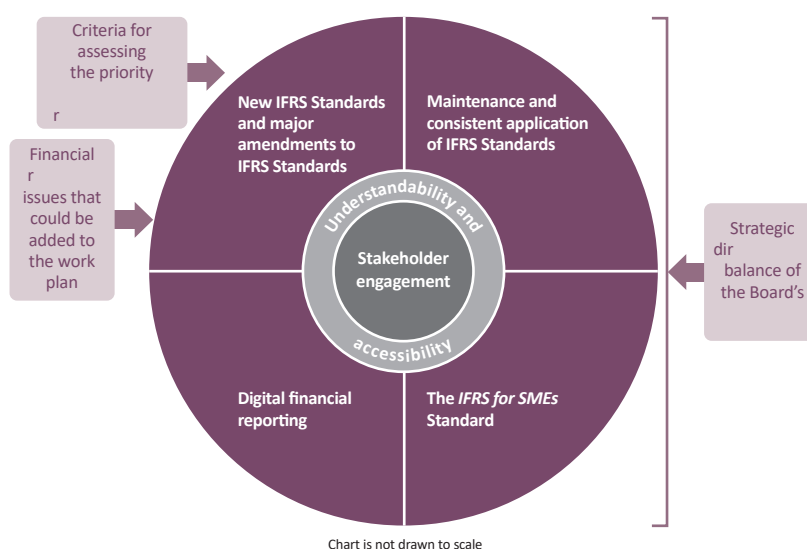 Criteria for
assessing
the priority
r
Financial
r
issues that
could be
added to
the work
plan
New IFRS Standards
and major
amendments to
IFRS Standards
Maintenance and
consistent application
of IFRS Standards
Understandability and
accessibility
Stakeholder
engagement
Strategic
dir
balance of
the Board’s
Digital financial
reporting
The IFRS for SMEs
Standard
Chart is not drawn to scale